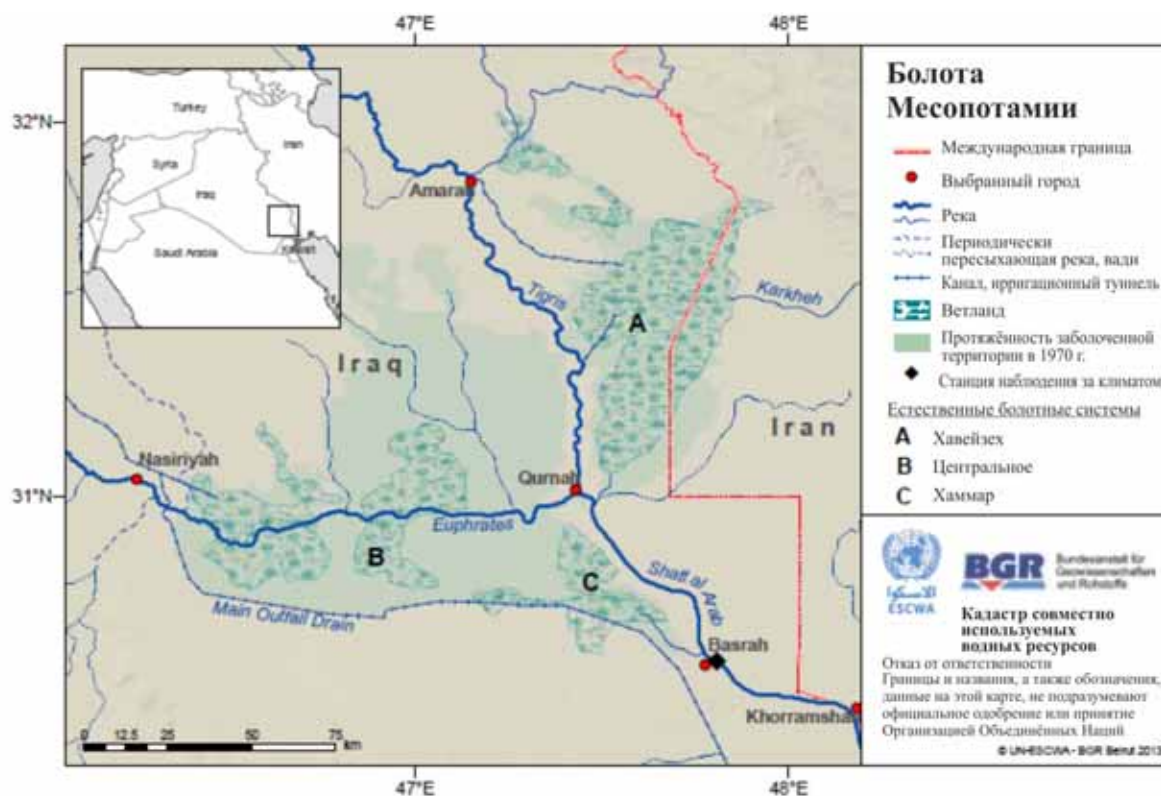 47°E
48°E
32°N
31°N
47°E
48°E
Turkey
Syria
Iran
Iraq
Saudi Arabia
Kuwait
Amarah
Tigris
Karkheh
A
Iraq
Iran
Nasiriyah
Qurnah
Euphrates
B
C
Shatt al Arab
Main Outfall Drain
Basrah
Khorramshah
0 12.5 25 50 75
km
Болота
Месопотамии
Международная граница
Выбранный город
Река
Периодически
пересыхающая река, вади
Канал, ирригационный туннель
Ветланд
Протяжённость заболоченной
территории в 1970 г.
Станция наблюдения за климатом
Естественные болотные системы
A Хавейзех
B Центральное
C Хаммар
الإسكوا
ESCWA
BGR
Bundesanstalt für
Geowissenschaften
und Rohstoffe
Кадастр совместно
используемых
водных ресурсов
Отказ от ответственности
Границы и названия, а также обозначения,
данные на этой карте, не подразумевают
официальное одобрение или принятие
Организацией Объединённых Наций
© UN-ESCWA - BGR Beirut 2013